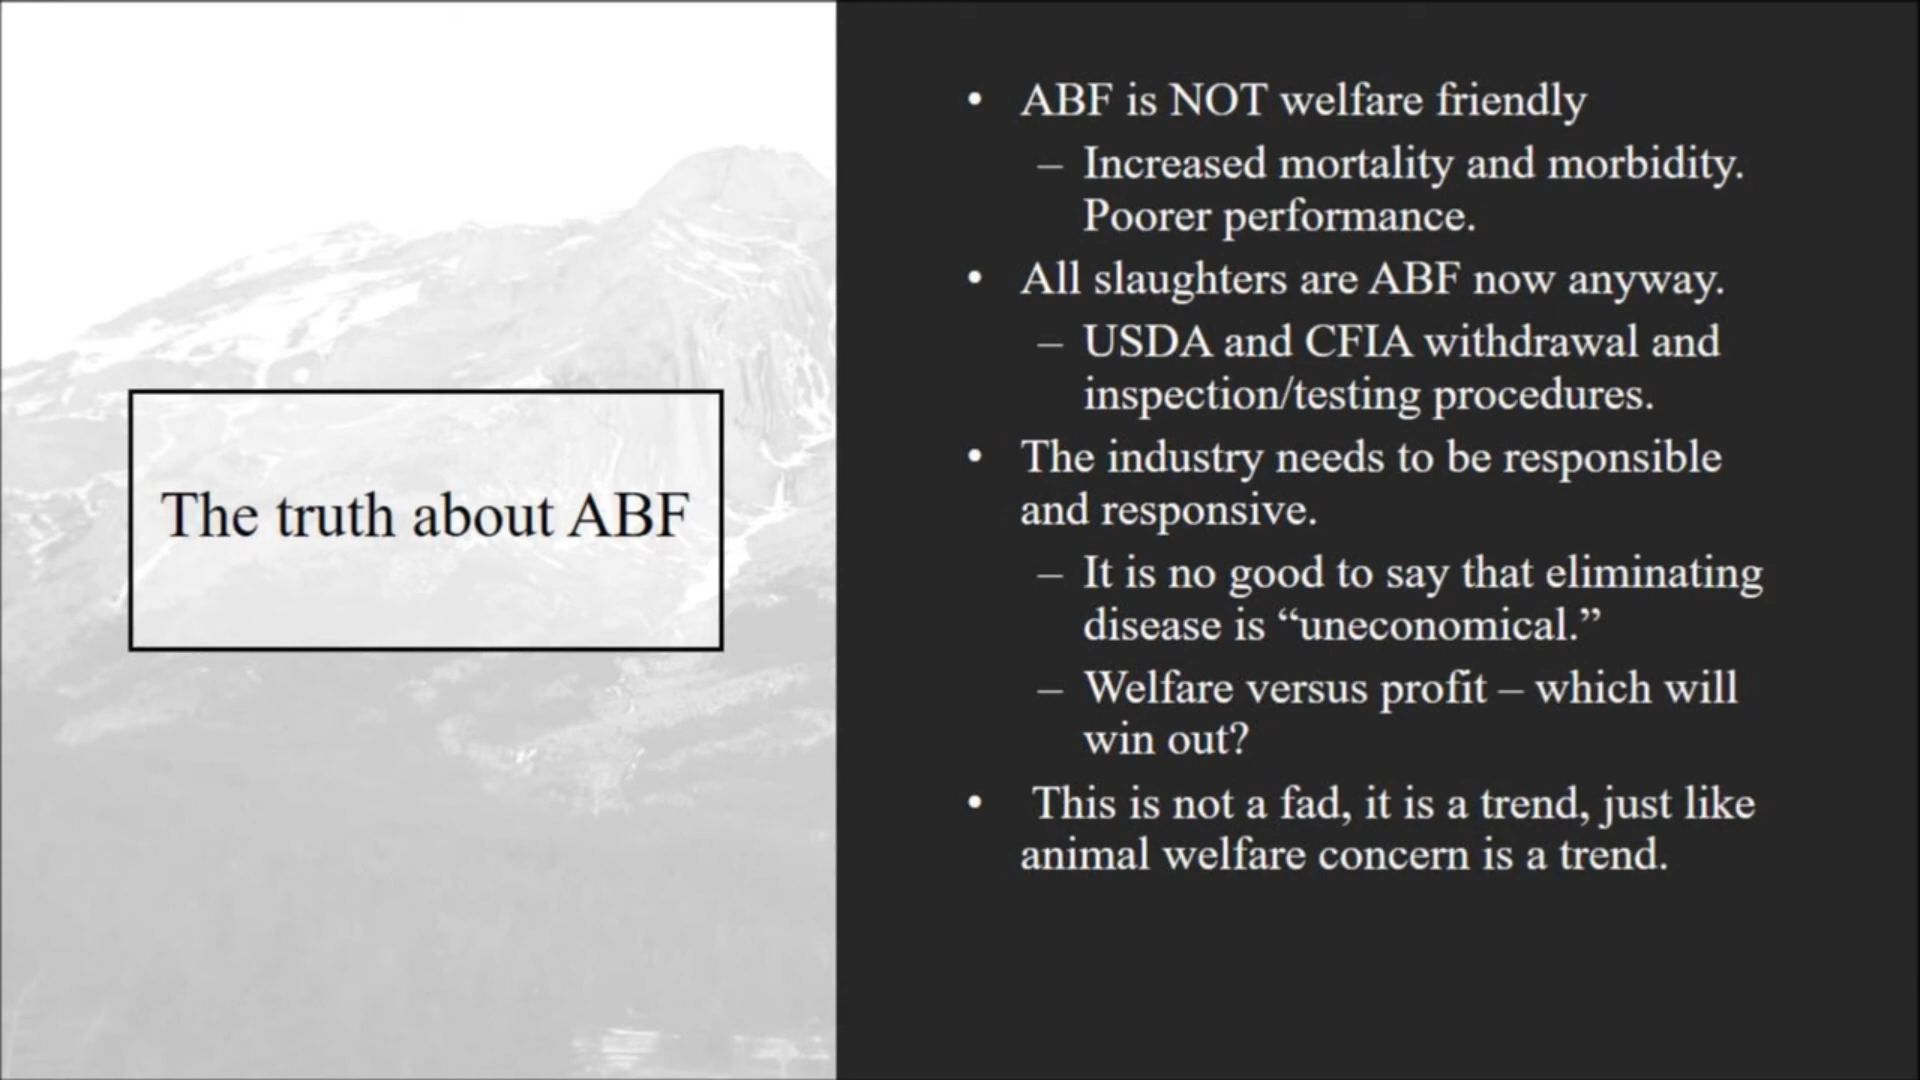 The truth about ABF
• ABF is NOT welfare friendly
– Increased mortality and morbidity.
Poorer performance.
• All slaughters are ABF now anyway.
– USDA and CFIA withdrawal and
inspection/testing procedures.
• The industry needs to be responsible
and responsive.
– It is no good to say that eliminating
disease is “uneconomical.”
– Welfare versus profit – which will
win out?
• This is not a fad, it is a trend, just like
animal welfare concern is a trend.